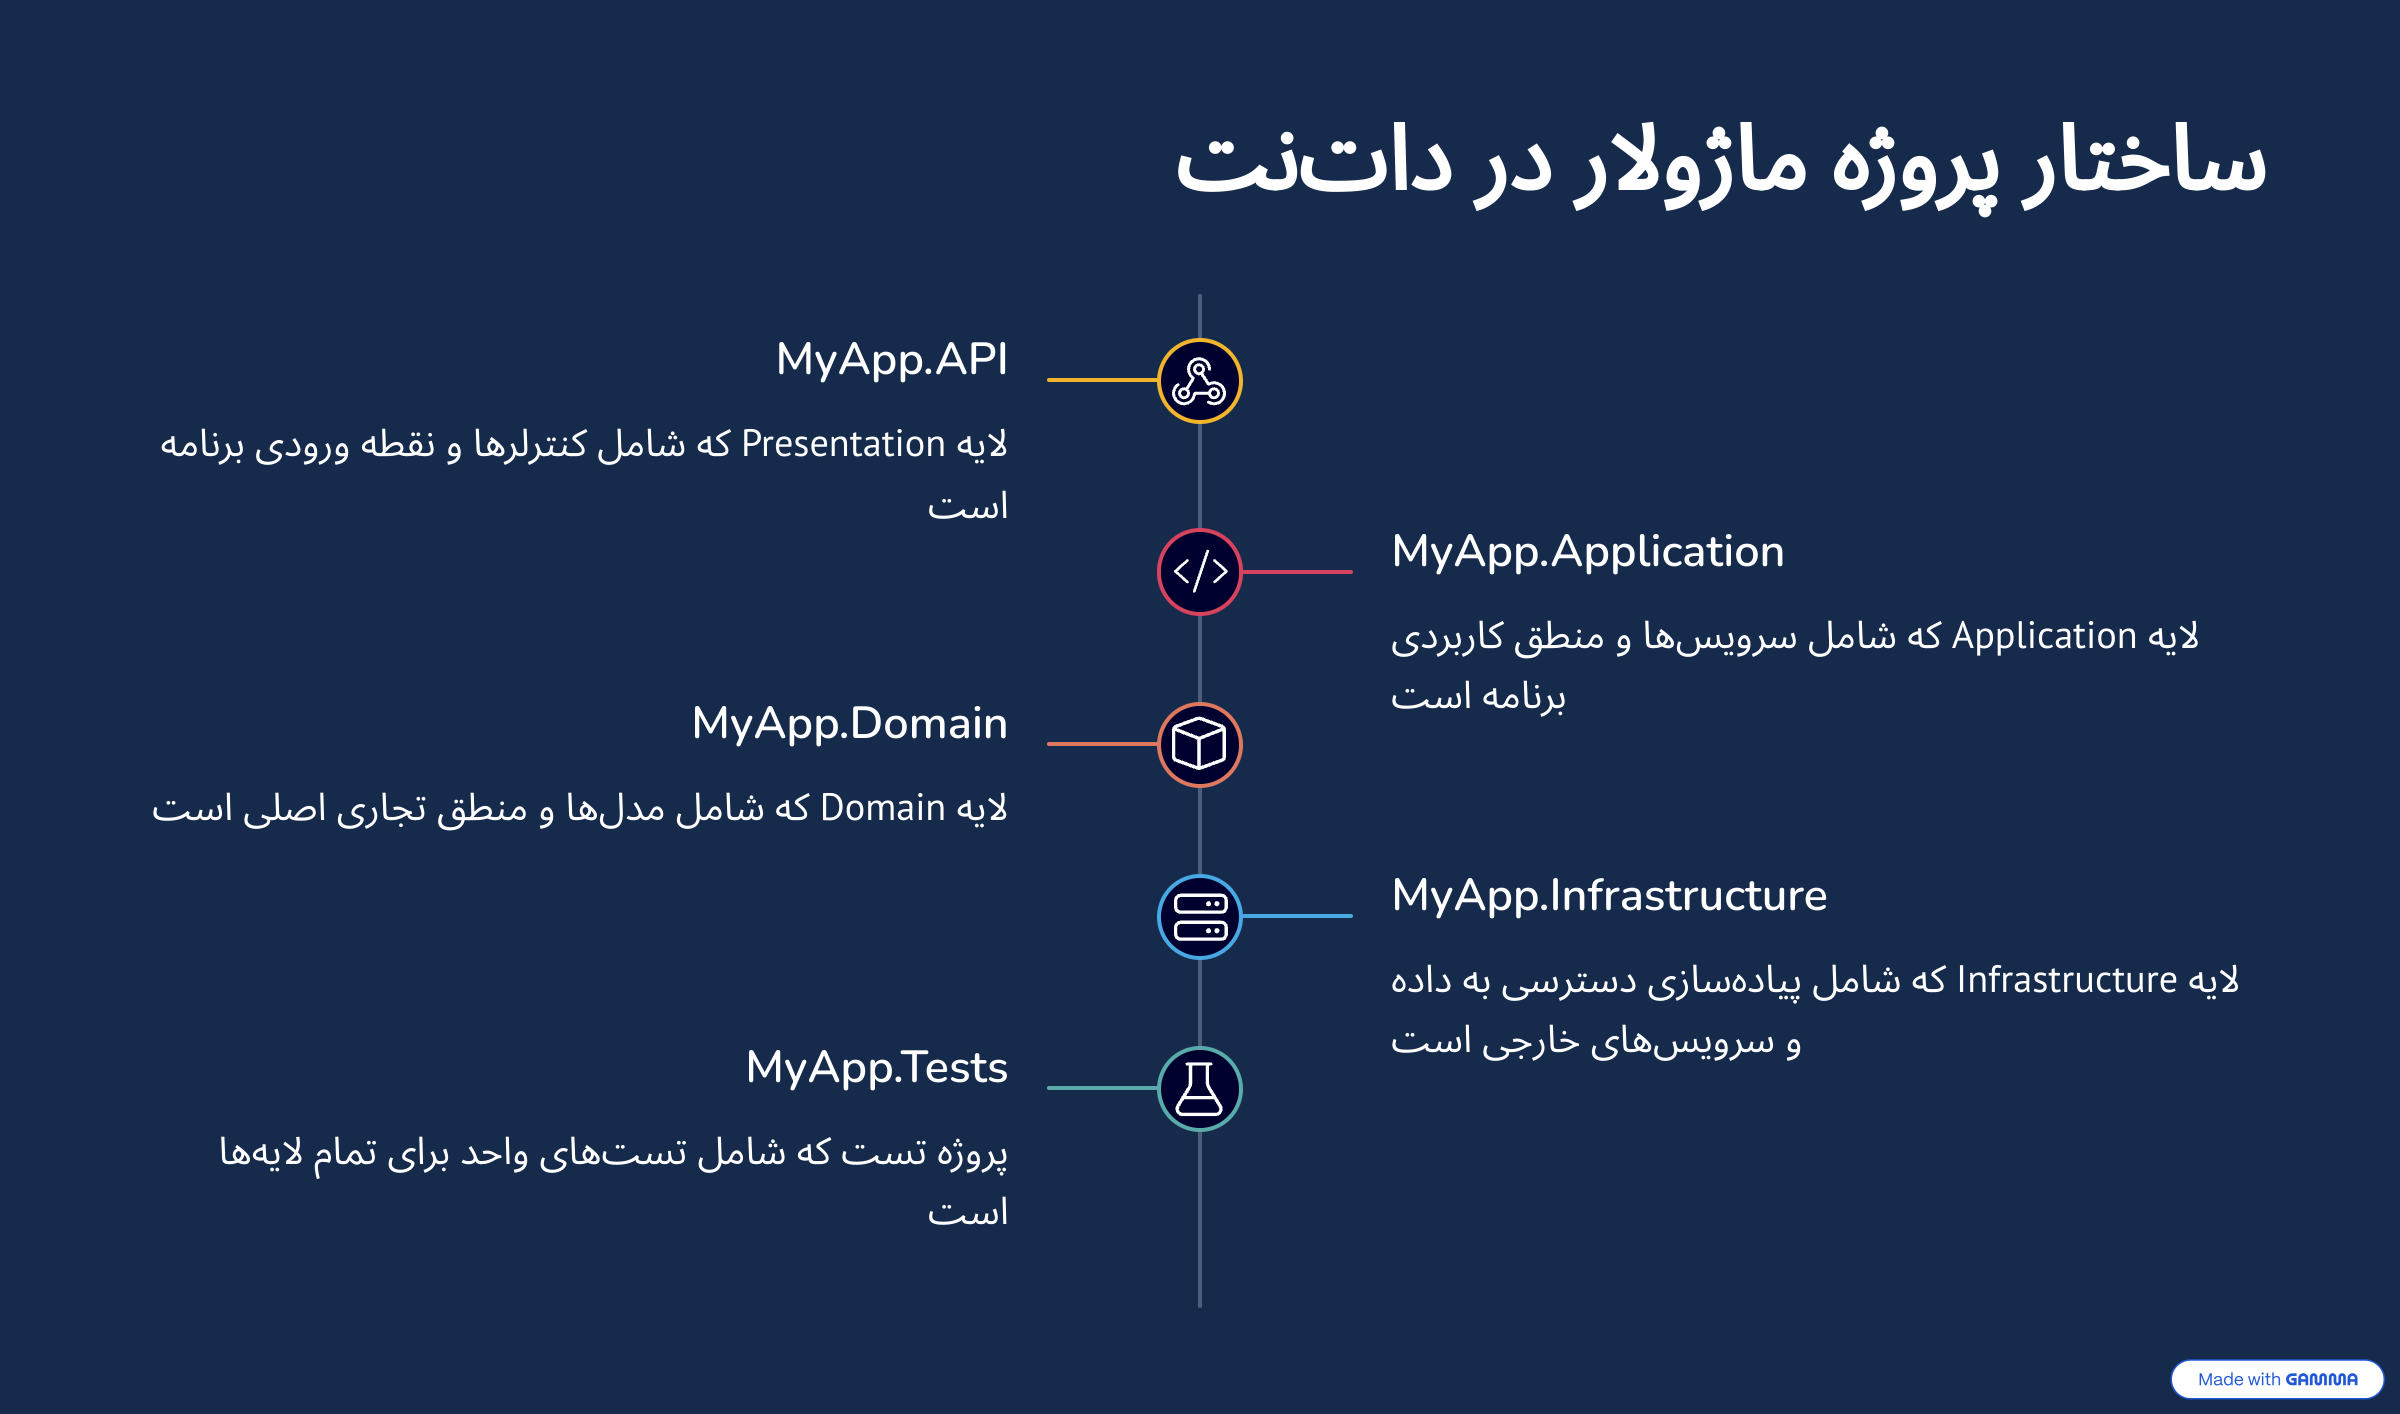 ساختار پروژه ماژولار در دات‌نت
MyApp.API
لایه Presentation که شامل کنترلرها و نقطه ورودی برنامه
است
MyApp.Application
لایه Application که شامل سرویس‌ها و منطق کاربردی
برنامه است
MyApp.Domain
لایه Domain که شامل مدل‌ها و منطق تجاری اصلی است
MyApp.Infrastructure
لایه Infrastructure که شامل پیاده‌سازی دسترسی به داده
و سرویس‌های خارجی است
MyApp.Tests
پروژه تست که شامل تست‌های واحد برای تمام لایه‌ها
است
Made with GAMMA